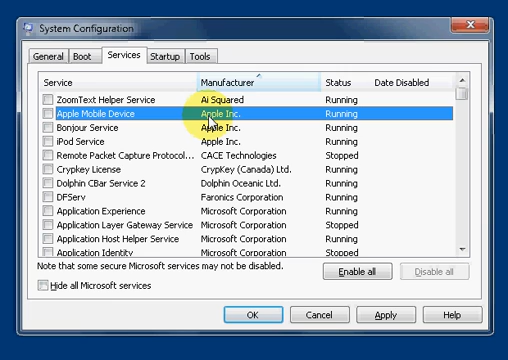 System Configuration
General Boot Services Startup Tools
Service Manufacturer Status Date Disabled
ZoomText Helper Service Ai Squared Running
Apple Mobile Device Apple Inc. Running
Bonjour Service Apple Inc. Running
iPod Service Apple Inc. Running
Remote Packet Capture Protocol... CACE Technologies Stopped
Crypkey License CrypKey (Canada) Ltd. Running
Dolphin CBar Service 2 Dolphin Oceanic Ltd. Running
DFServ Faronics Corporation Running
Application Experience Microsoft Corporation Running
Application Layer Gateway Service Microsoft Corporation Stopped
Application Host Helper Service Microsoft Corporation Running
Application Identity Microsoft Corporation Stopped
Note that some secure Microsoft services may not be disabled.
Enable all Disable all
Hide all Microsoft services
OK Cancel Apply Help